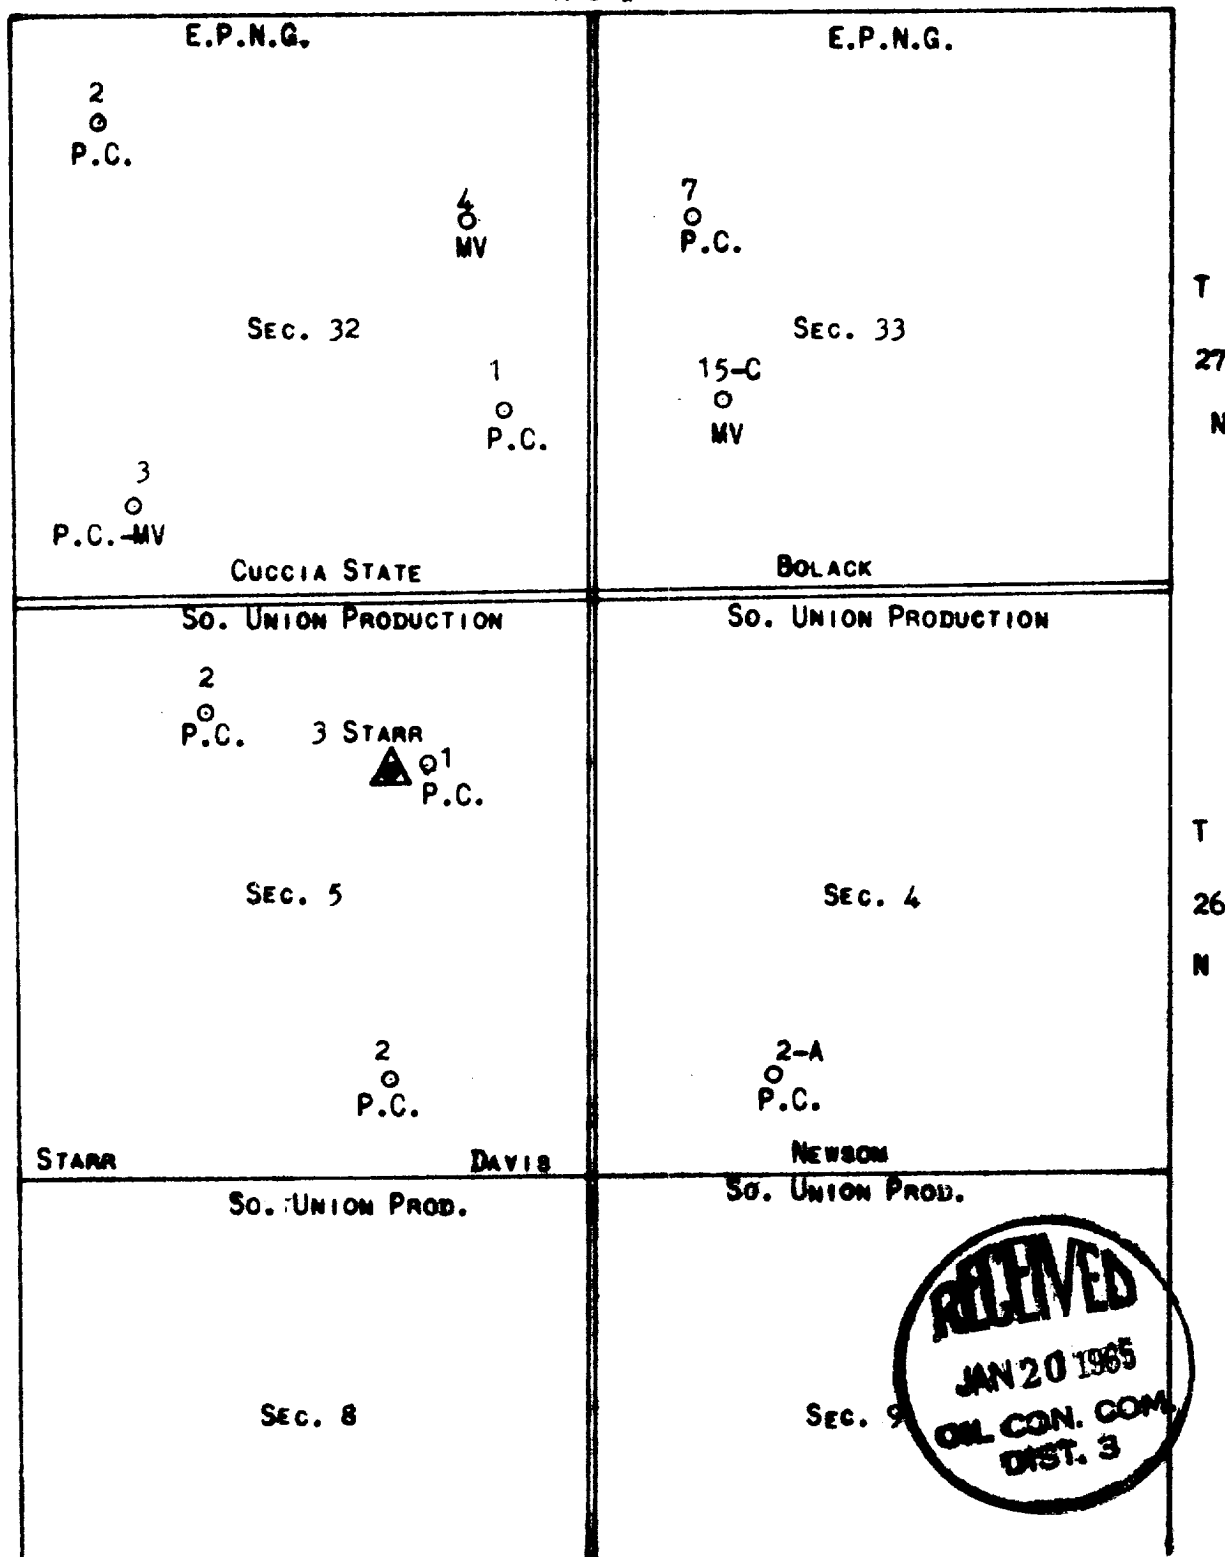 E.P.N.G.
E.P.N.G.
2
P.C.
4
MV
7
P.C.
T
27
N
SEC. 32
SEC. 33
1
P.C.
15-C
MV
3
P.C.-MV
CUCCIA STATE
BOLACK
SO. UNION PRODUCTION
SO. UNION PRODUCTION
2
P.C.
3 STARR
1
P.C.
T
26
N
SEC. 5
SEC. 4
2
P.C.
2-A
P.C.
STARR
DAVIS
NEWSOM
SO. UNION PROD.
SO. UNION PROD.
SEC. 8
SEC. 9
RECEIVED
JAN 20 1965
OIL CON. COM.
DIST. 3